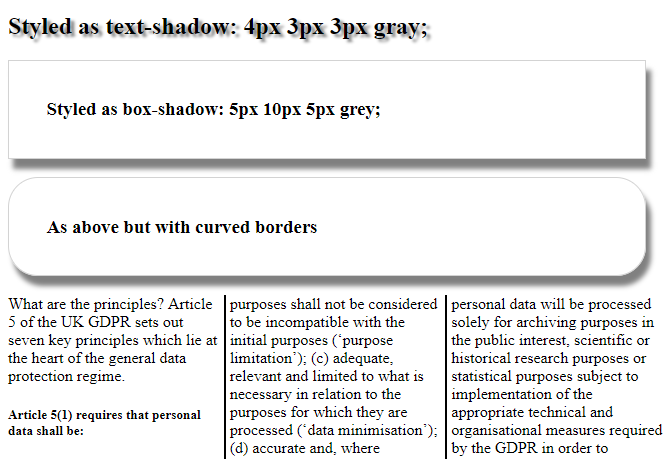 Styled as text-shadow: 4px 3px 3px gray;
Styled as box-shadow: 5px 10px 5px grey;
As above but with curved borders
What are the principles? Article
5 of the UK GDPR sets out
seven key principles which lie at
the heart of the general data
protection regime.
Article 5(1) requires that personal
data shall be:
purposes shall not be considered
to be incompatible with the
initial purposes (‘purpose
limitation’); (c) adequate,
relevant and limited to what is
necessary in relation to the
purposes for which they are
processed (‘data minimisation’);
(d) accurate and, where
personal data will be processed
solely for archiving purposes in
the public interest, scientific or
historical research purposes or
statistical purposes subject to
implementation of the
appropriate technical and
organisational measures required
by the GDPR in order to